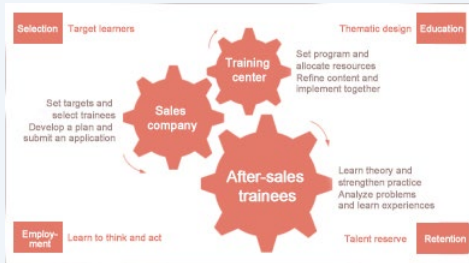 Selection Target learners
Thematic design Education
Training
center
Set program and
allocate resources
Refine content and
implement together
Set targets and
select trainees
Develop a plan and
submit an application
Sales
company
After-sales
trainees
Learn theory and
strengthen practice
Analyze problems
and learn experiences
Employ-
ment
Learn to think and act
Talent reserve Retention